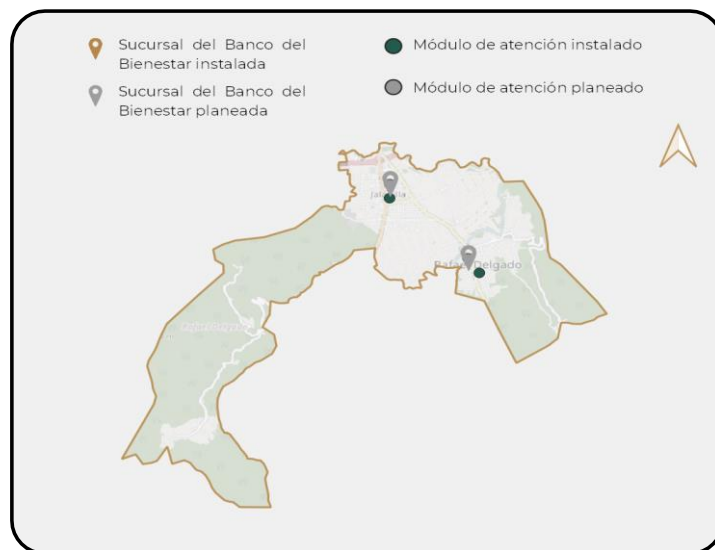 Sucursal del Banco del
Bienestar instalada
Módulo de atención instalado
Sucursal del Banco del
Bienestar planeada
Módulo de atención planeado
Delgado